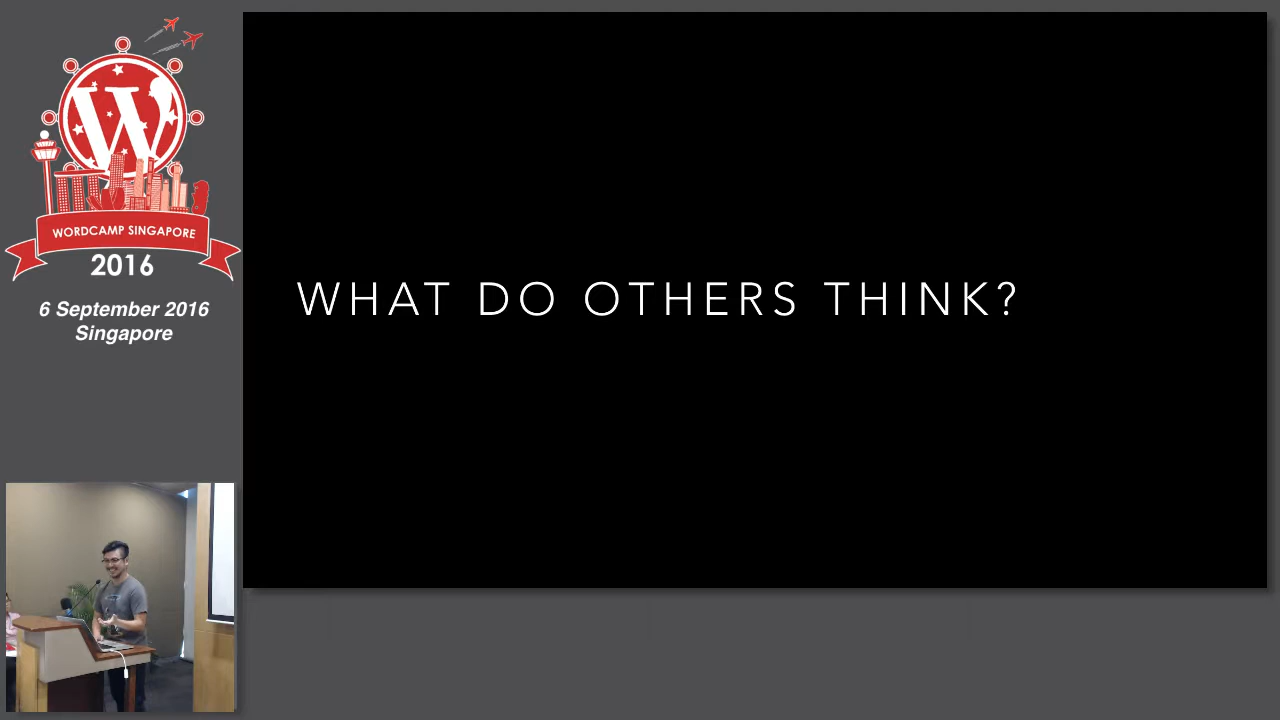 W
WORDCAMP SINGAPORE
2016
6 September 2016
Singapore
WHAT DO OTHERS THINK?